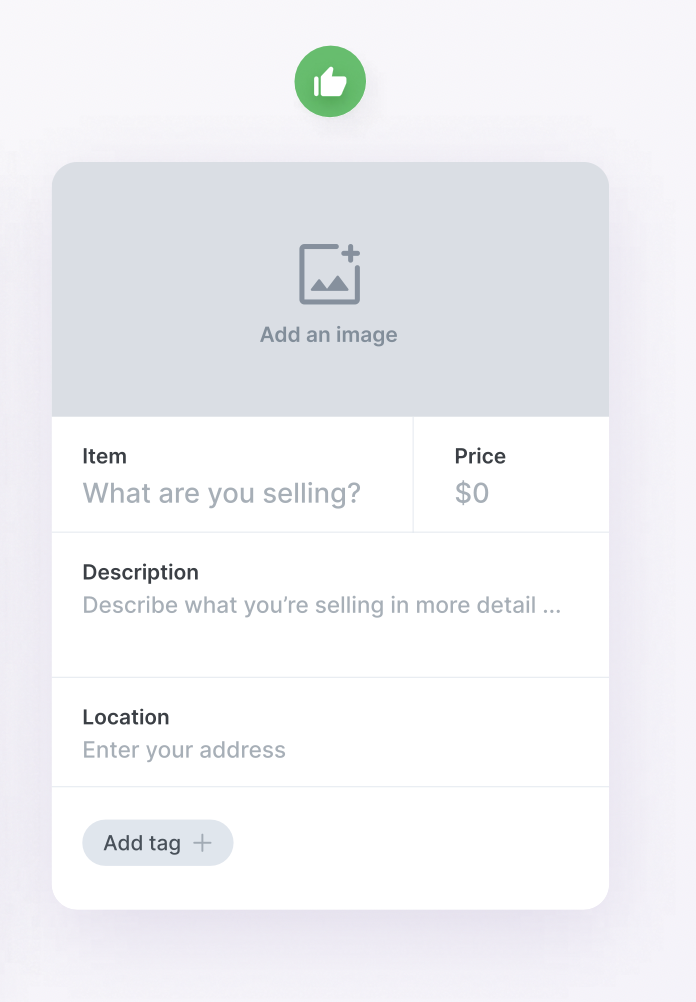 Add an image
Item
What are you selling?
Price
$0
Description
Describe what you’re selling in more detail ...
Location
Enter your address
Add tag